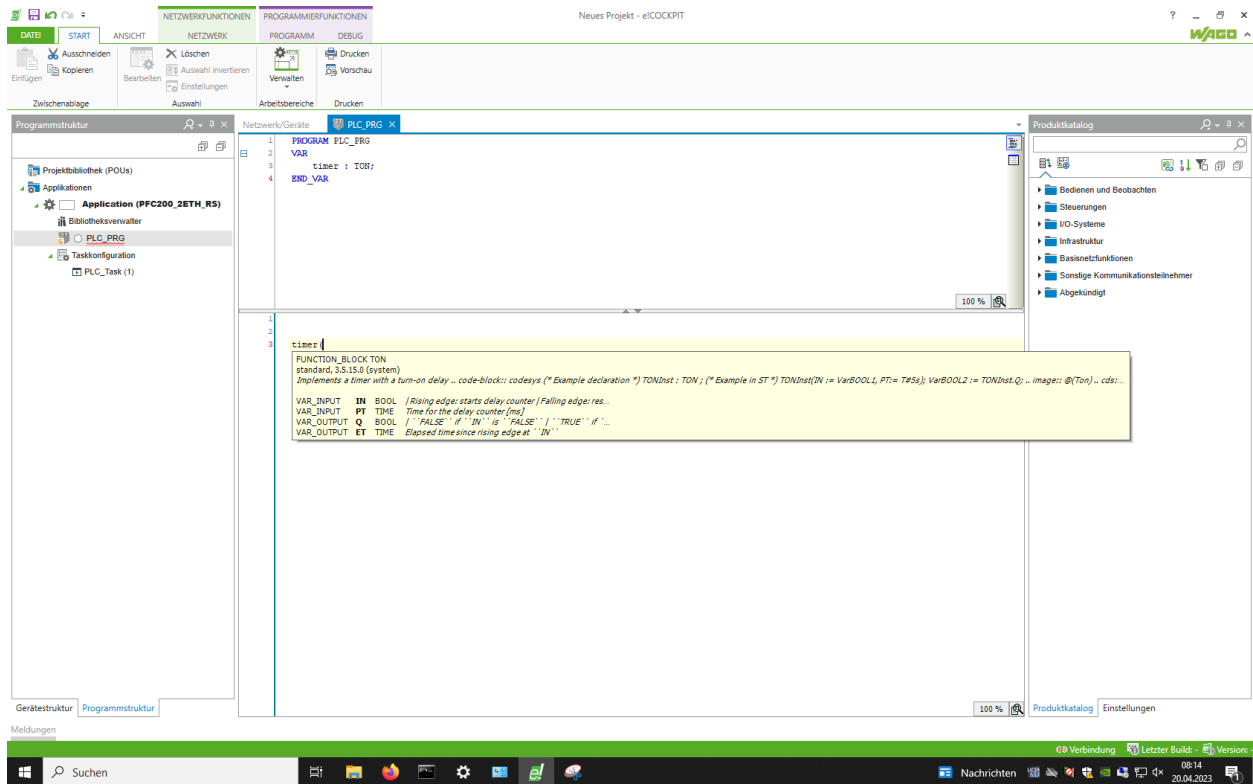 Neues Projekt - e!COCKPIT
NETZWERKFUNKTIONEN PROGRAMMIERFUNKTIONEN
DATEI START ANSICHT NETZWERK PROGRAMM DEBUG
WAGO
Einfügen
Ausschneiden
Kopieren
Zwischenablage
Bearbeiten
Löschen
Auswahl invertieren
Einstellungen
Auswahl
Verwalten
Arbeitsbereiche
Drucken
Vorschau
Drucken
Programmstruktur
Projektbibliothek (POUs)
Applikationen
Application (PFC200_2ETH_RS)
Bibliotheksverwalter
PLC_PRG
Taskkonfiguration
PLC_Task (1)
Gerätestruktur Programmstruktur
Netzwerk/Geräte PLC_PRG
1 PROGRAM PLC_PRG
2 VAR
3 timer : TON;
4 END_VAR
100 %
1
2
3 timer(
FUNCTION_BLOCK TON
standard, 3.5.15.0 (system)
Implements a timer with a turn-on delay .. code-block:: codesys (* Example declaration *) TONInst : TON ; (* Example in ST *) TONInst(IN := VarBOOL1, PT:= T#5s); VarBOOL2 := TONInst.Q; .. image:: @(Ton) .. cds:...
VAR_INPUT IN BOOL | Rising edge: starts delay counter | Falling edge: res...
VAR_INPUT PT TIME Time for the delay counter [ms]
VAR_OUTPUT Q BOOL | ``FALSE`` if ``IN`` is ``FALSE`` | ``TRUE`` if `...
VAR_OUTPUT ET TIME Elapsed time since rising edge at ``IN``
100 %
Produktkatalog
Bedienen und Beobachten
Steuerungen
I/O-Systeme
Infrastruktur
Basisnetzfunktionen
Sonstige Kommunikationsteilnehmer
Abgekündigt
Produktkatalog Einstellungen
Meldungen
Verbindung Letzter Build: - Version: -
Suchen
Nachrichten
08:14
20.04.2023